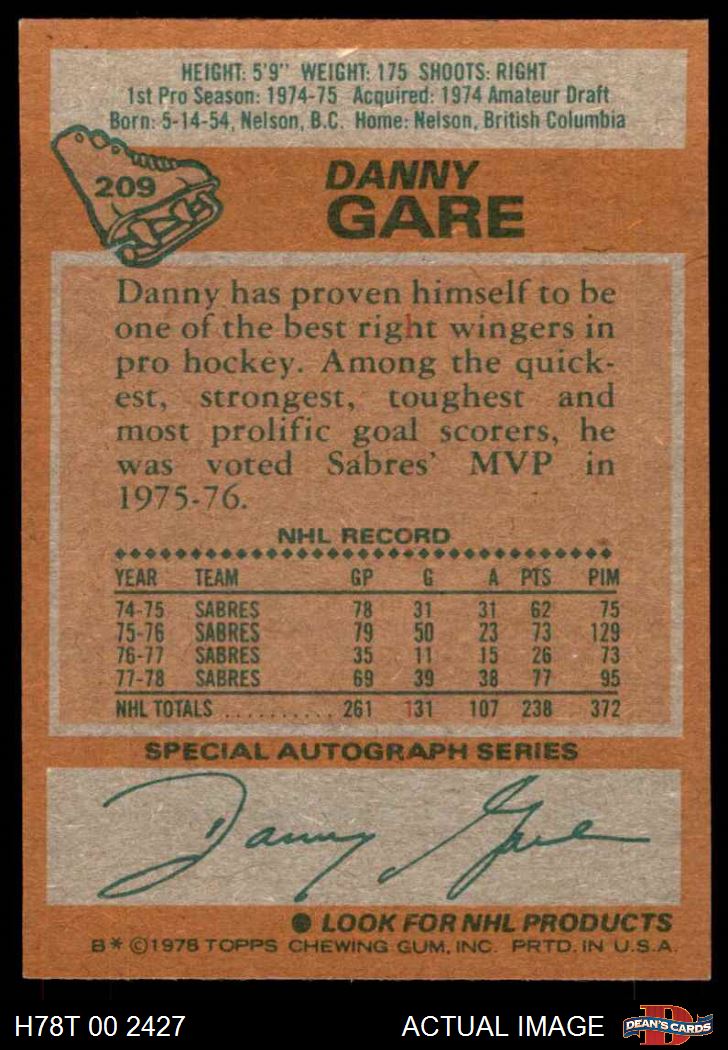 HEIGHT: 5'9" WEIGHT: 175 SHOOTS: RIGHT
1st Pro Season: 1974-75 Acquired: 1974 Amateur Draft
Born: 5-14-54, Nelson, B.C. Home: Nelson, British Columbia
209
DANNY
GARE
Danny has proven himself to be
one of the best right wingers in
pro hockey. Among the quick-
est, strongest, toughest and
most prolific goal scorers, he
was voted Sabres' MVP in
1975-76.
NHL RECORD
YEAR TEAM GP G A PTS PIM
74-75 SABRES 78 31 31 62 75
75-76 SABRES 79 50 23 73 129
76-77 SABRES 35 11 15 26 73
77-78 SABRES 69 39 38 77 95
NHL TOTALS .......... 261 131 107 238 372
SPECIAL AUTOGRAPH SERIES
Danny Gare
● LOOK FOR NHL PRODUCTS
B* ©1978 TOPPS CHEWING GUM, INC. PRTD. IN U.S.A.
H78T 00 2427 ACTUAL IMAGE D DEAN'S CARDS